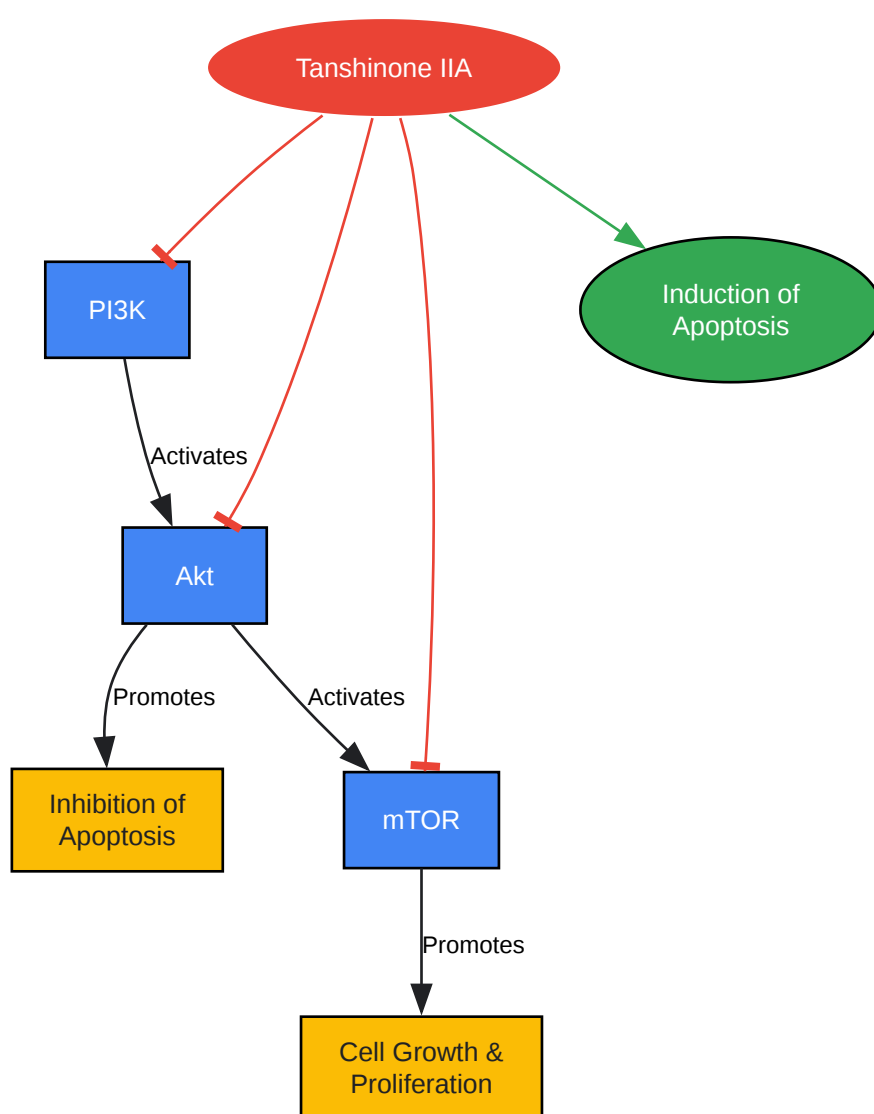 Tanshinone IIA
Induction of
Apoptosis
PI3K
Activates
Akt
Promotes
Activates
Inhibition of
Apoptosis
mTOR
Promotes
Cell Growth &
Proliferation